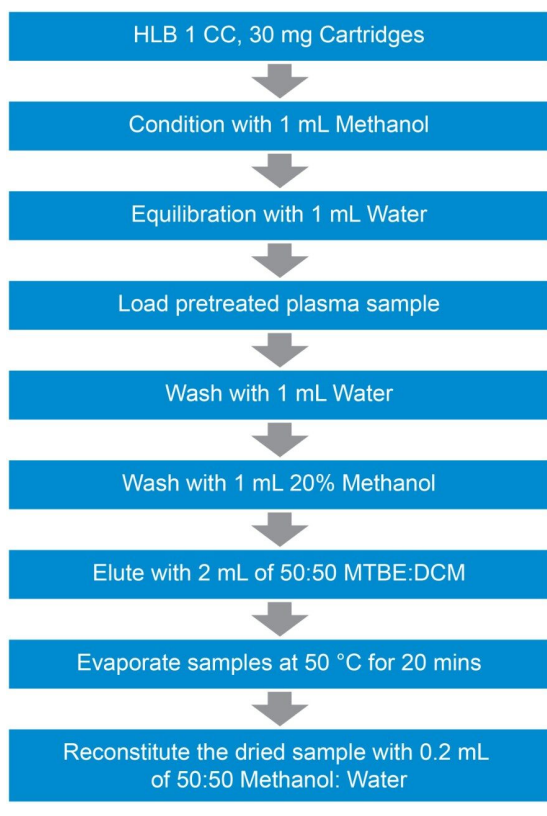 HLB 1 CC, 30 mg Cartridges
Condition with 1 mL Methanol
Equilibration with 1 mL Water
Load pretreated plasma sample
Wash with 1 mL Water
Wash with 1 mL 20% Methanol
Elute with 2 mL of 50:50 MTBE:DCM
Evaporate samples at 50 °C for 20 mins
Reconstitute the dried sample with 0.2 mL
of 50:50 Methanol: Water